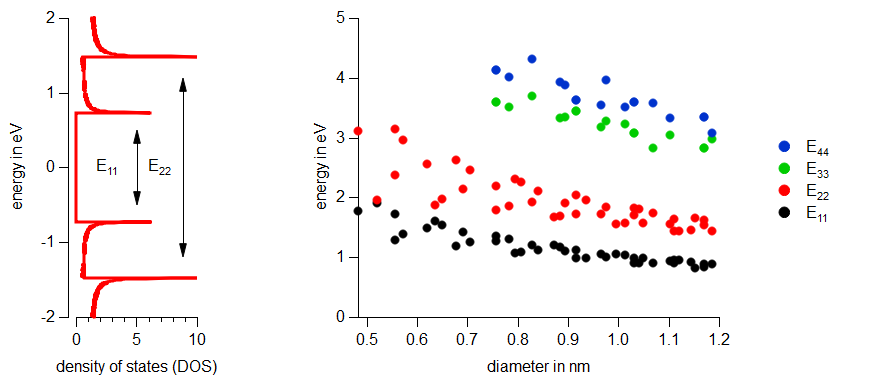 2
1
0
-1
-2
energy in eV
E11
E22
0
5
10
density of states (DOS)
5
4
3
2
1
0
energy in eV
0.5 0.6 0.7 0.8 0.9 1.0 1.1 1.2
diameter in nm
E44
E33
E22
E11